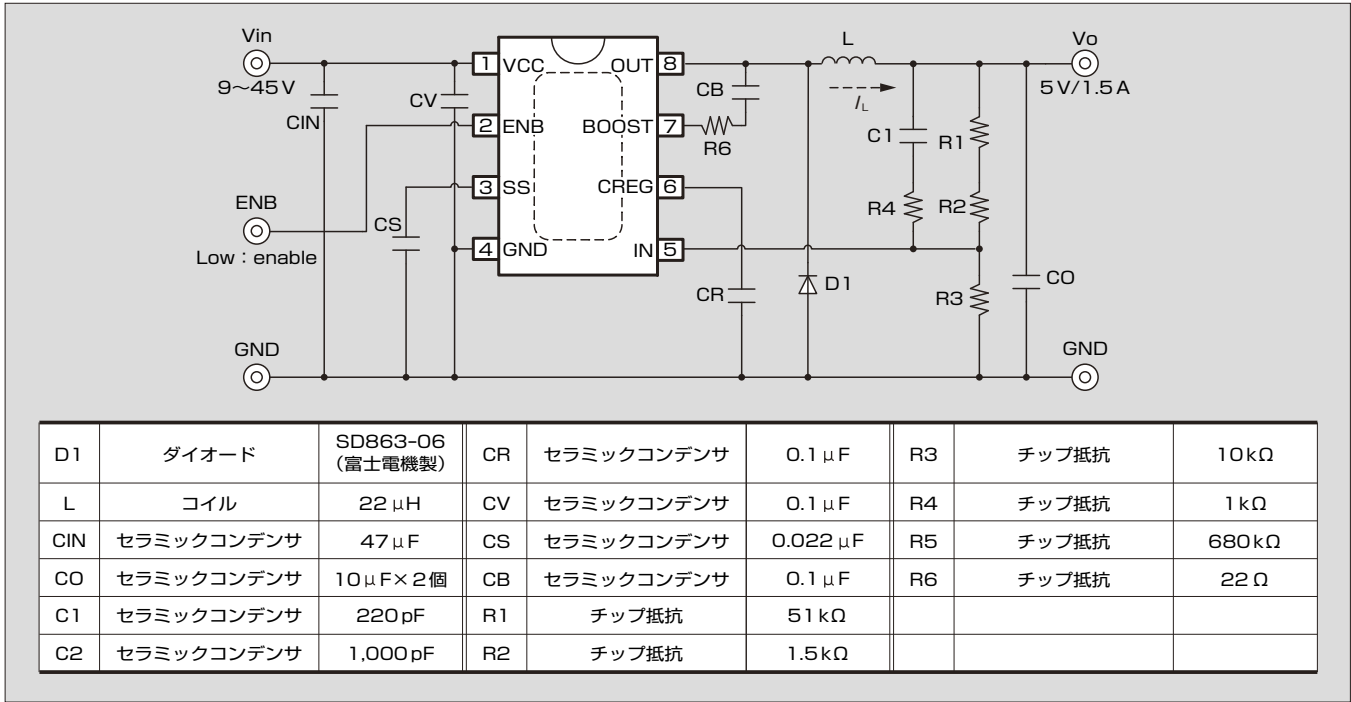 Vin
9〜45V
CIN
CV
1 VCC
OUT 8
L
Vo
5V/1.5A
CB
I_L
2 ENB
BOOST 7
R6
C1
R1
3 SS
CREG 6
ENB
Low：enable
CS
R4
R2
4 GND
IN 5
CR
D1
R3
CO
GND
GND
D1 ダイオード SD863-06（富士電機製） CR セラミックコンデンサ 0.1μF R3 チップ抵抗 10kΩ
L コイル 22μH CV セラミックコンデンサ 0.1μF R4 チップ抵抗 1kΩ
CIN セラミックコンデンサ 47μF CS セラミックコンデンサ 0.022μF R5 チップ抵抗 680kΩ
CO セラミックコンデンサ 10μF×2個 CB セラミックコンデンサ 0.1μF R6 チップ抵抗 22Ω
C1 セラミックコンデンサ 220pF R1 チップ抵抗 51kΩ
C2 セラミックコンデンサ 1,000pF R2 チップ抵抗 1.5kΩ